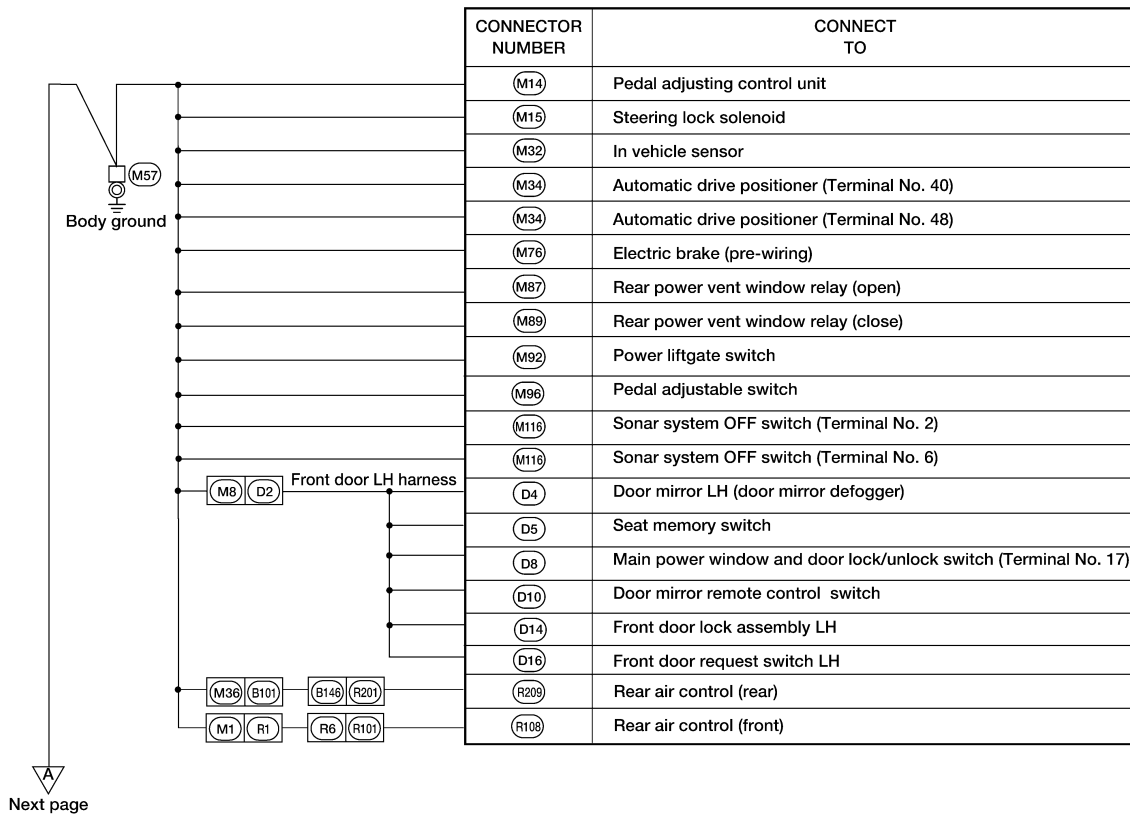 CONNECTOR NUMBER
CONNECT TO
M14 Pedal adjusting control unit
M15 Steering lock solenoid
M32 In vehicle sensor
M57
M34 Automatic drive positioner (Terminal No. 40)
Body ground
M34 Automatic drive positioner (Terminal No. 48)
M76 Electric brake (pre-wiring)
M87 Rear power vent window relay (open)
M89 Rear power vent window relay (close)
M92 Power liftgate switch
M96 Pedal adjustable switch
M116 Sonar system OFF switch (Terminal No. 2)
M116 Sonar system OFF switch (Terminal No. 6)
M8 D2 Front door LH harness
D4 Door mirror LH (door mirror defogger)
D5 Seat memory switch
D8 Main power window and door lock/unlock switch (Terminal No. 17)
D10 Door mirror remote control switch
D14 Front door lock assembly LH
D16 Front door request switch LH
M36 B101 B146 R201 R209 Rear air control (rear)
M1 R1 R6 R101 R108 Rear air control (front)
A
Next page